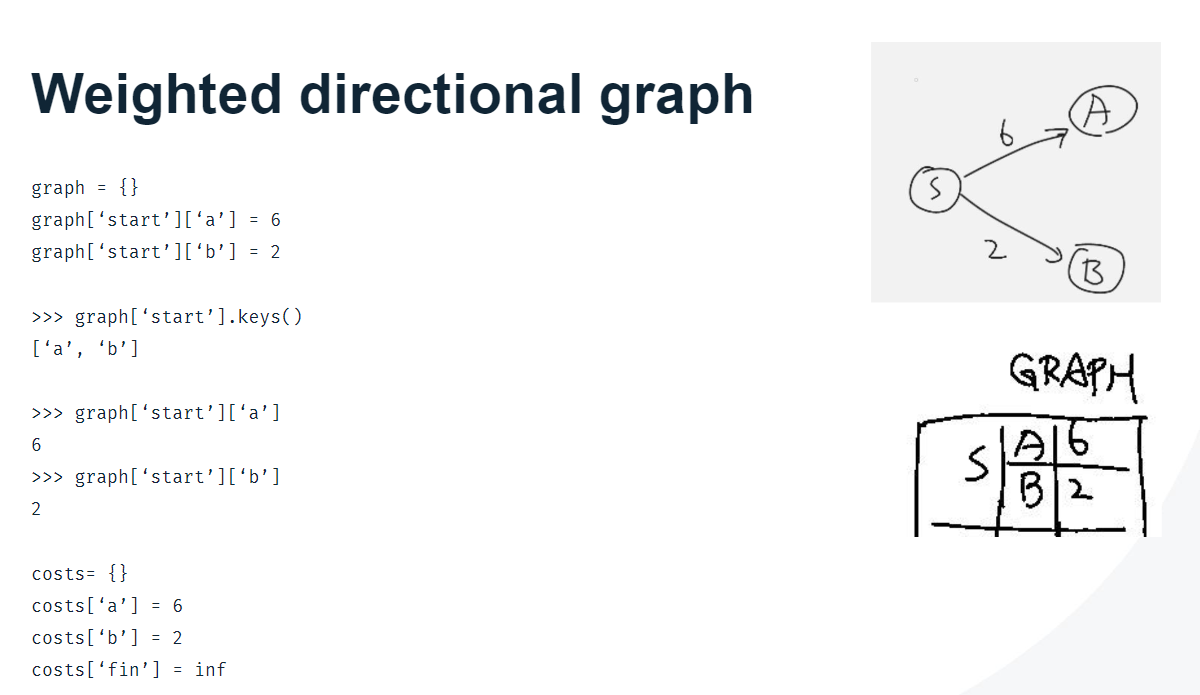 Weighted directional graph
graph = {}
graph[‘start’][‘a’] = 6
graph[‘start’][‘b’] = 2
>>> graph[‘start’].keys()
[‘a’, ‘b’]
>>> graph[‘start’][‘a’]
6
>>> graph[‘start’][‘b’]
2
costs= {}
costs[‘a’] = 6
costs[‘b’] = 2
costs[‘fin’] = inf
A
6
S
2
B
GRAPH
S A 6
B 2